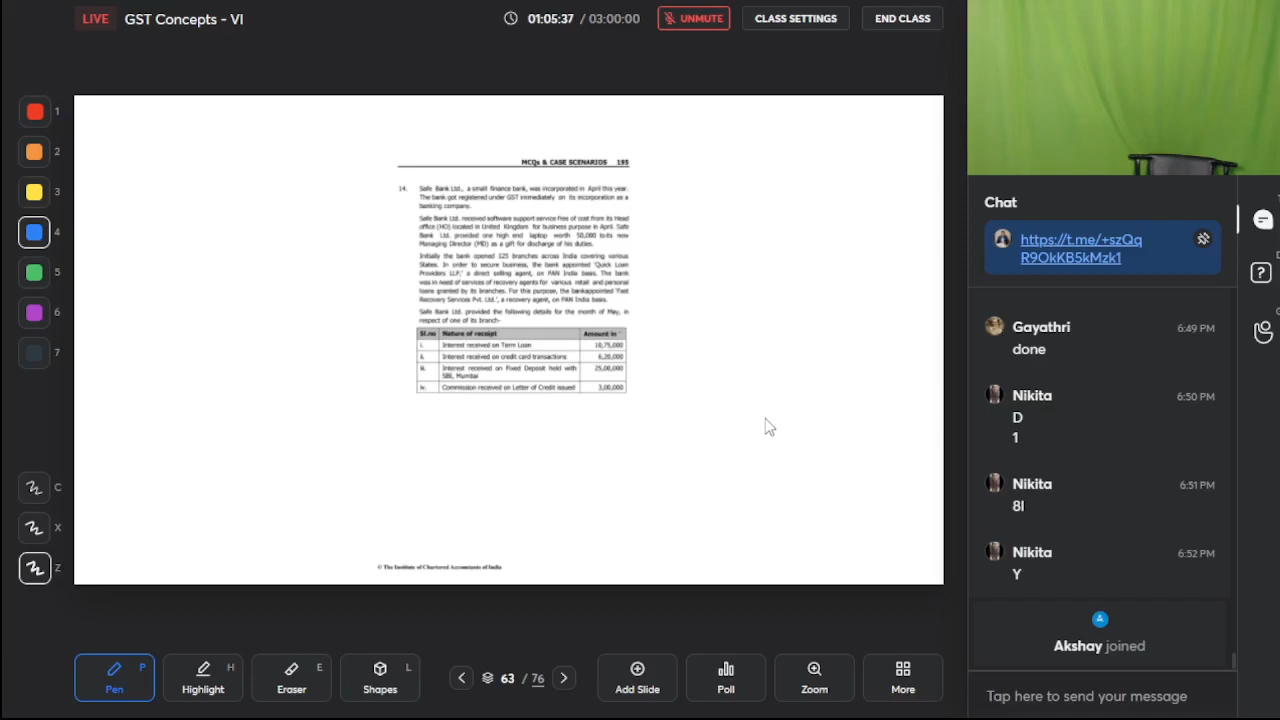 LIVE GST Concepts - VI 01:05:37 / 03:00:00 UNMUTE CLASS SETTINGS END CLASS
1
2
3
4
5
6
7
C
X
Z
MCQs & CASE SCENARIOS 195
14. Safe Bank Ltd., a small finance bank, was incorporated in April this year.
The bank got registered under GST immediately on its incorporation as a
banking company.
Safe Bank Ltd. received software support service free of cost from its Head
office (HO) located in United Kingdom for business purpose in April. Safe
Bank Ltd. provided one high end laptop worth 50,000 to its new
Managing Director (MD) as a gift for discharge of his duties.
Initially the bank opened 125 branches across India covering various
States. In order to secure business, the bank appointed 'Quick Loan
Providers LLP,' a direct selling agent, on PAN India basis. The bank
was in need of services of recovery agents for various retail and personal
loans granted by its branches. For this purpose, the bankappointed 'Fast
Recovery Services Pvt. Ltd.', a recovery agent, on PAN India basis.
Safe Bank Ltd. provided the following details for the month of May, in
respect of one of its branch-
Sl.no Nature of receipt Amount in
i. Interest received on Term Loan 10,75,000
ii. Interest received on credit card transactions 6,20,000
iii. Interest received on Fixed Deposit held with 25,00,000
SBI, Mumbai
iv. Commission received on Letter of Credit issued 3,00,000
© The Institute of Chartered Accountants of India
Pen P
Highlight H
Eraser E
Shapes L
63 / 76
Add Slide
Poll
Zoom
More
Chat
https://t.me/+szQq
R9OkKB5kMzk1
Gayathri 6:49 PM
done
Nikita 6:50 PM
D
1
Nikita 6:51 PM
8I
Nikita 6:52 PM
Y
A
Akshay joined
Tap here to send your message